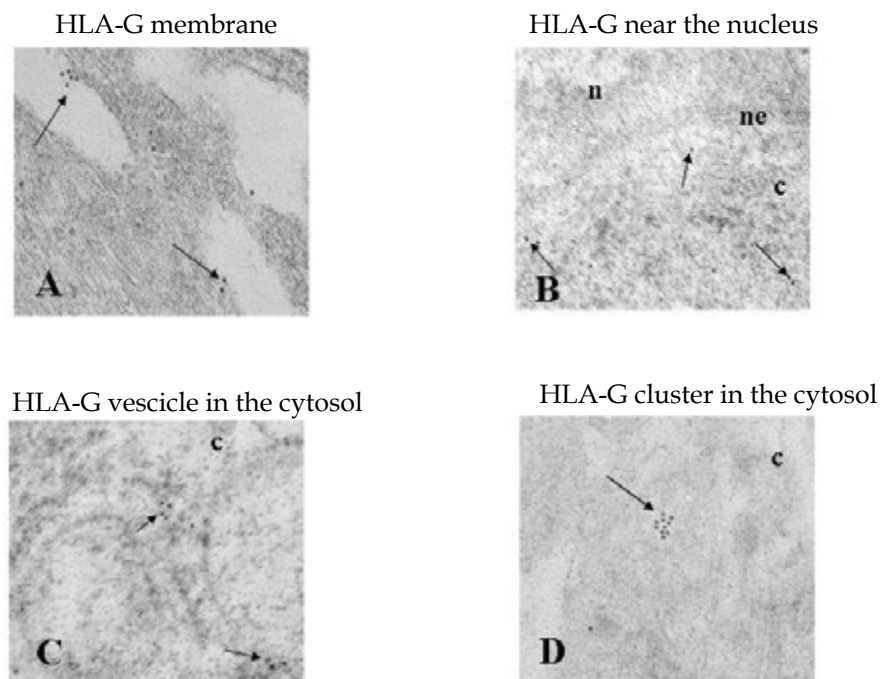 HLA-G membrane
HLA-G near the nucleus
A
n
ne
c
B
HLA-G vescicle in the cytosol
HLA-G cluster in the cytosol
c
C
c
D